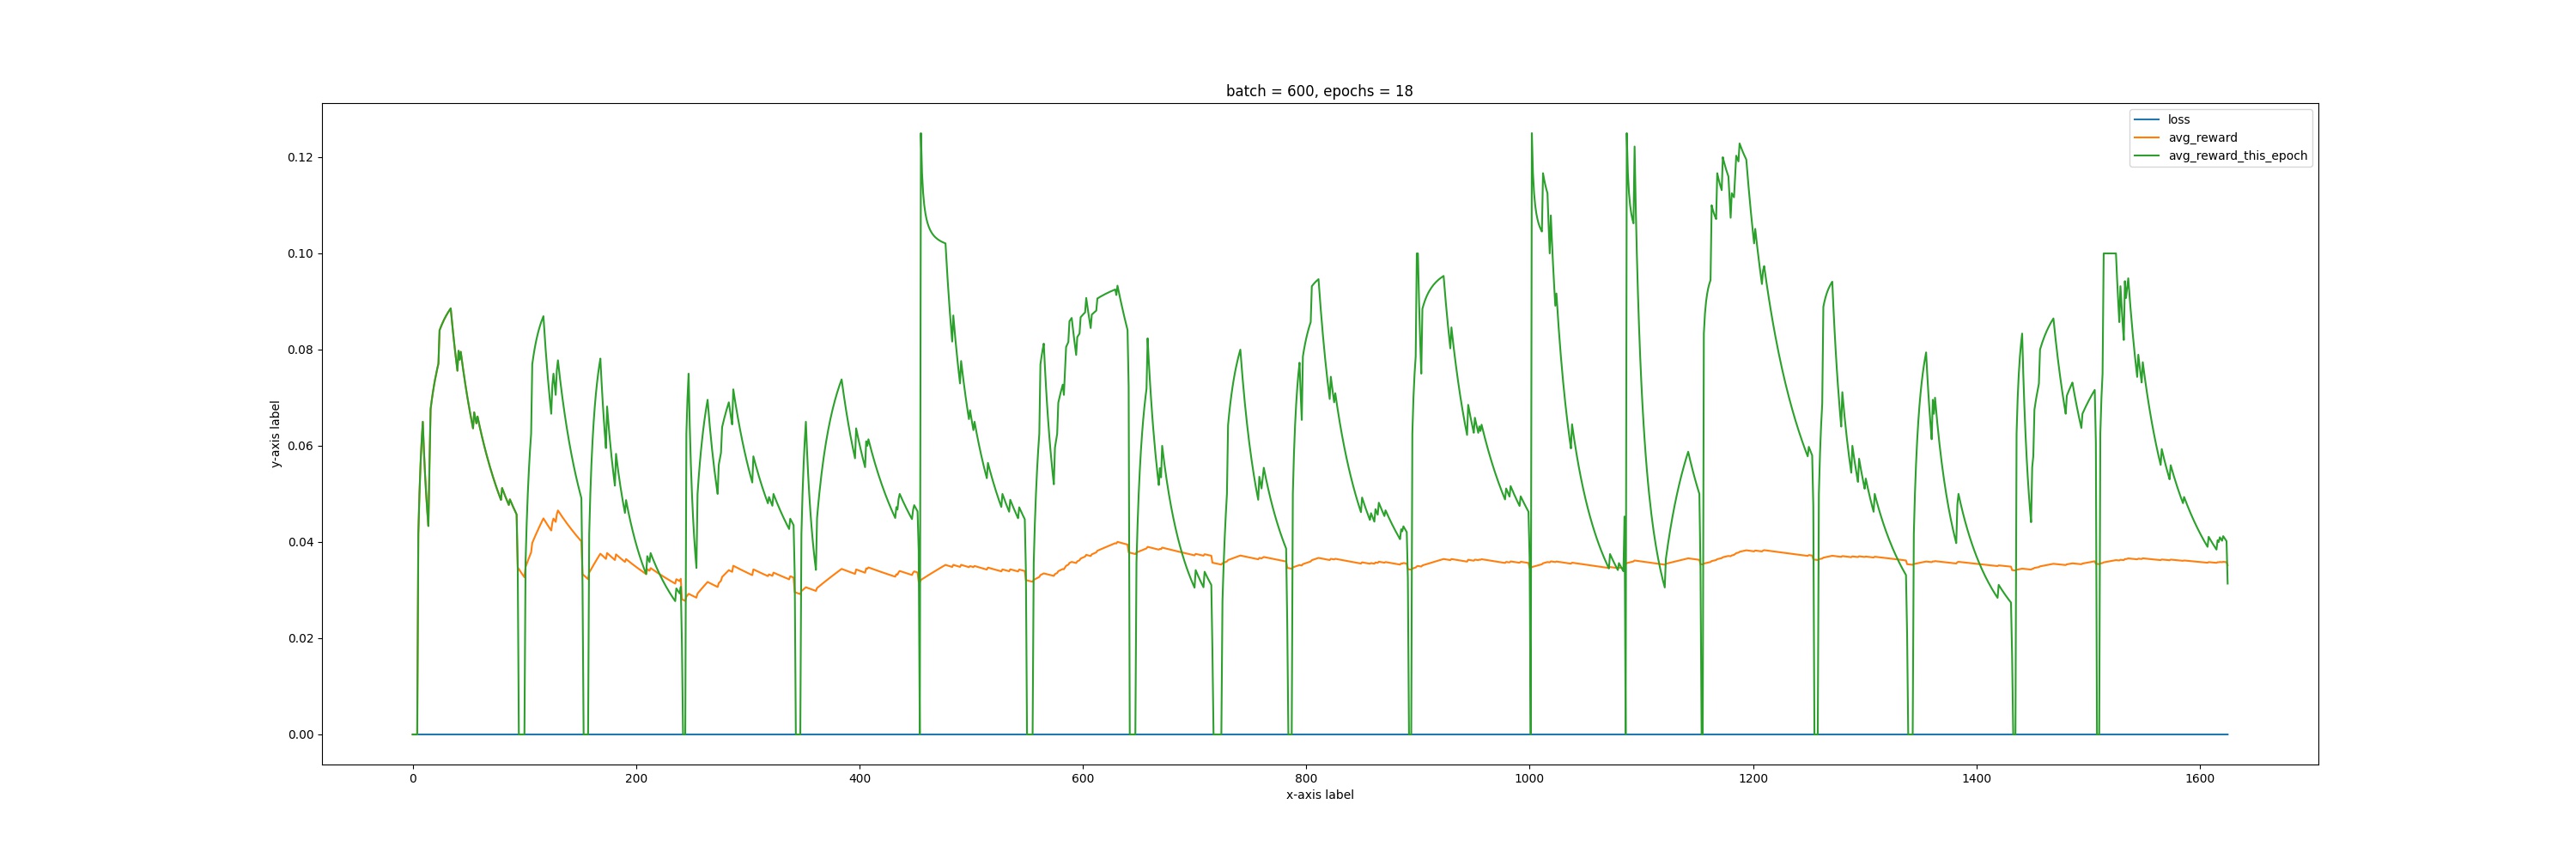 batch = 600, epochs = 18
loss
avg_reward
avg_reward_this_epoch
y-axis label
0.12
0.10
0.08
0.06
0.04
0.02
0.00
0 200 400 600 800 1000 1200 1400 1600
x-axis label